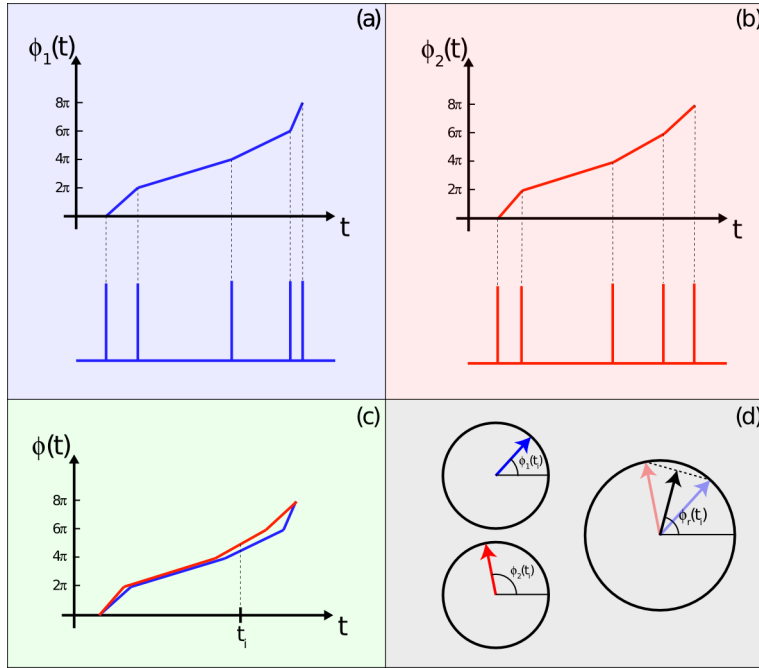 (a)
ϕ1(t)
8π
6π
4π
2π
t
(b)
ϕ2(t)
8π
6π
4π
2π
t
(c)
ϕ(t)
8π
6π
4π
2π
ti
t
(d)
ϕ1(ti)
ϕ2(ti)
ϕr(ti)